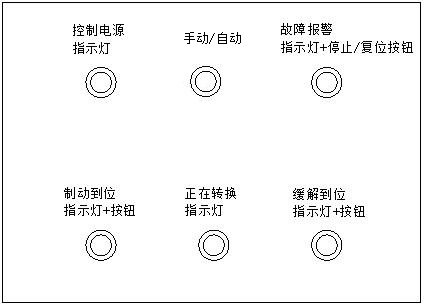 控制电源
指示灯
手动/自动
故障报警
指示灯+停止/复位按钮
制动到位
指示灯+按钮
正在转换
指示灯
缓解到位
指示灯+按钮